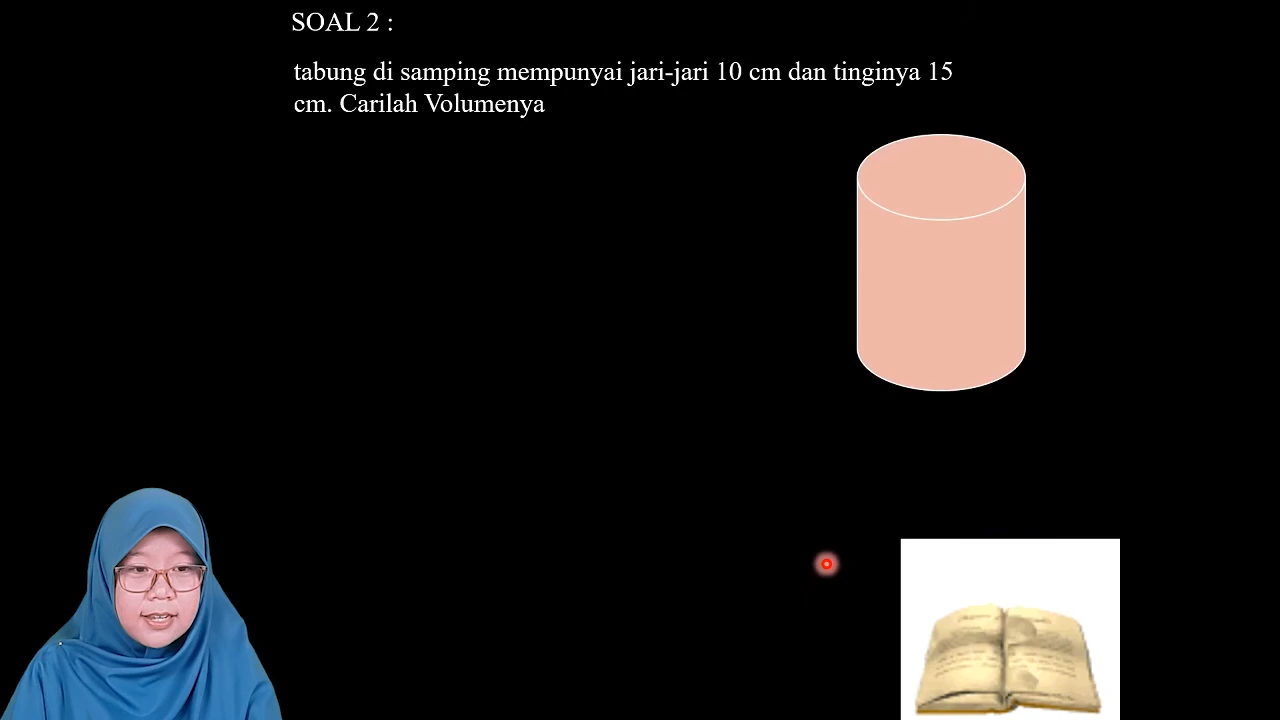 SOAL 2 :
tabung di samping mempunyai jari-jari 10 cm dan tinginya 15
cm. Carilah Volumenya